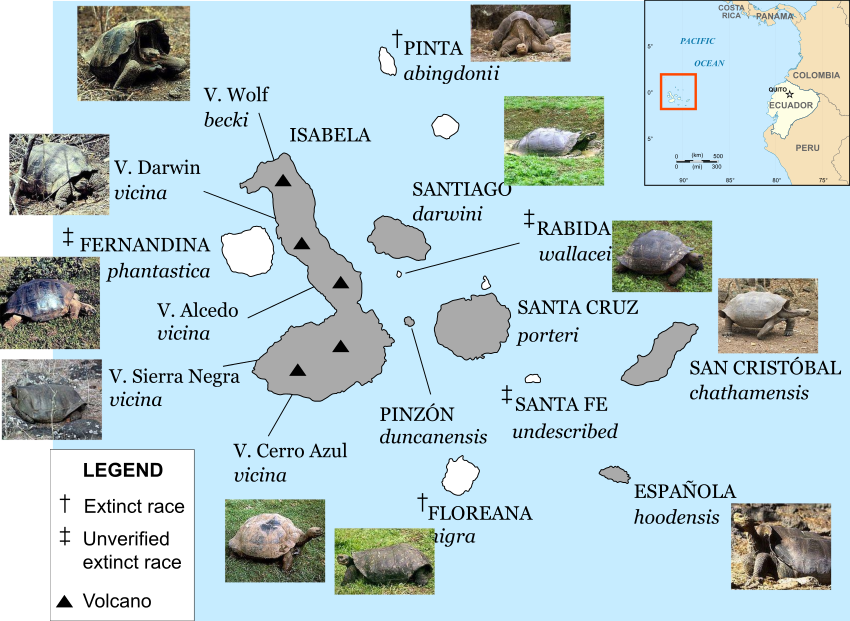 † PINTA
abingdonii
V. Wolf
becki
ISABELA
V. Darwin
vicina
SANTIAGO
darwini
‡ FERNANDINA
phantastica
‡ RABIDA
wallacei
V. Alcedo
vicina
SANTA CRUZ
porteri
V. Sierra Negra
vicina
PINZÓN
duncanensis
‡ SANTA FE
undescribed
SAN CRISTÓBAL
chathamensis
V. Cerro Azul
vicina
† FLOREANA
nigra
ESPAÑOLA
hoodensis
LEGEND
† Extinct race
‡ Unverified
extinct race
Volcano
COSTA
RICA
PANAMA
PACIFIC
OCEAN
COLOMBIA
QUITO
ECUADOR
PERU
5°
0°
5°
0 (km) 500
0 (mi) 300
90° 85° 80° 75°